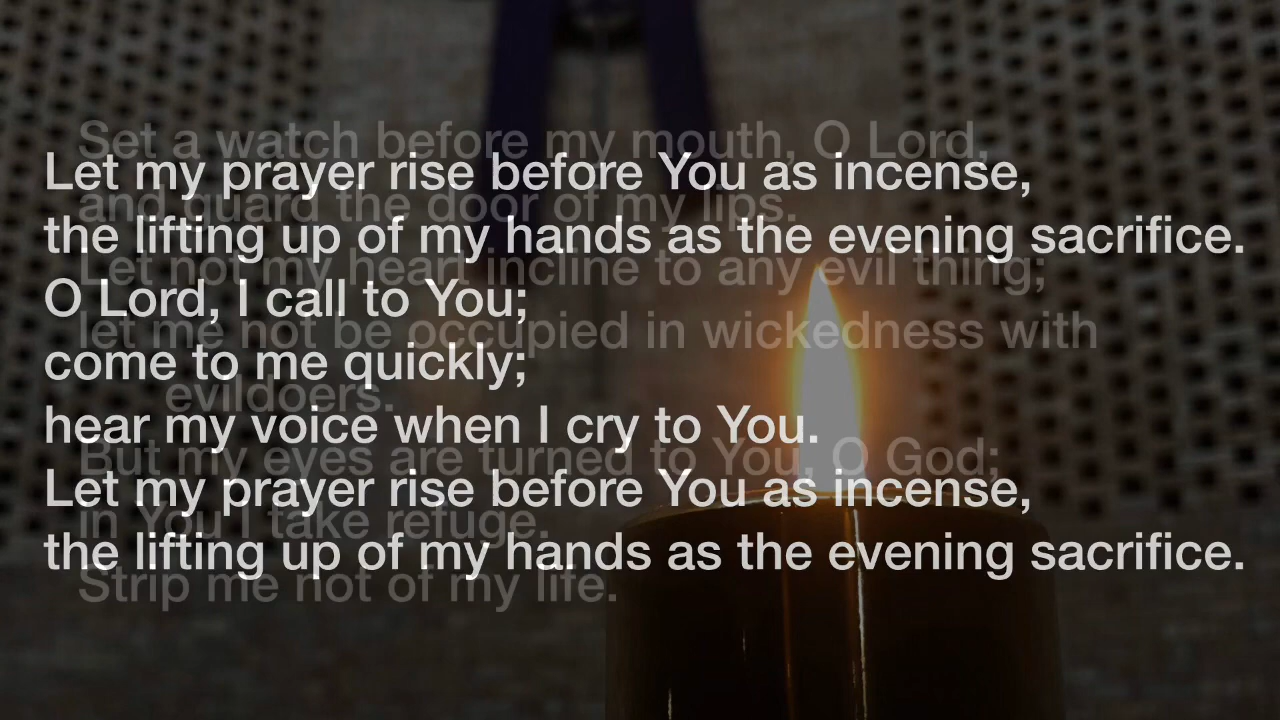 Let my prayer rise before You as incense,
the lifting up of my hands as the evening sacrifice.
O Lord, I call to You;
come to me quickly;
hear my voice when I cry to You.
Let my prayer rise before You as incense,
the lifting up of my hands as the evening sacrifice.
Set a watch before my mouth, O Lord,
and guard the door of my lips.
Let not my heart incline to any evil thing;
let me not be occupied in wickedness with
evildoers.
But my eyes are turned to You, O God;
in You I take refuge.
Strip me not of my life.